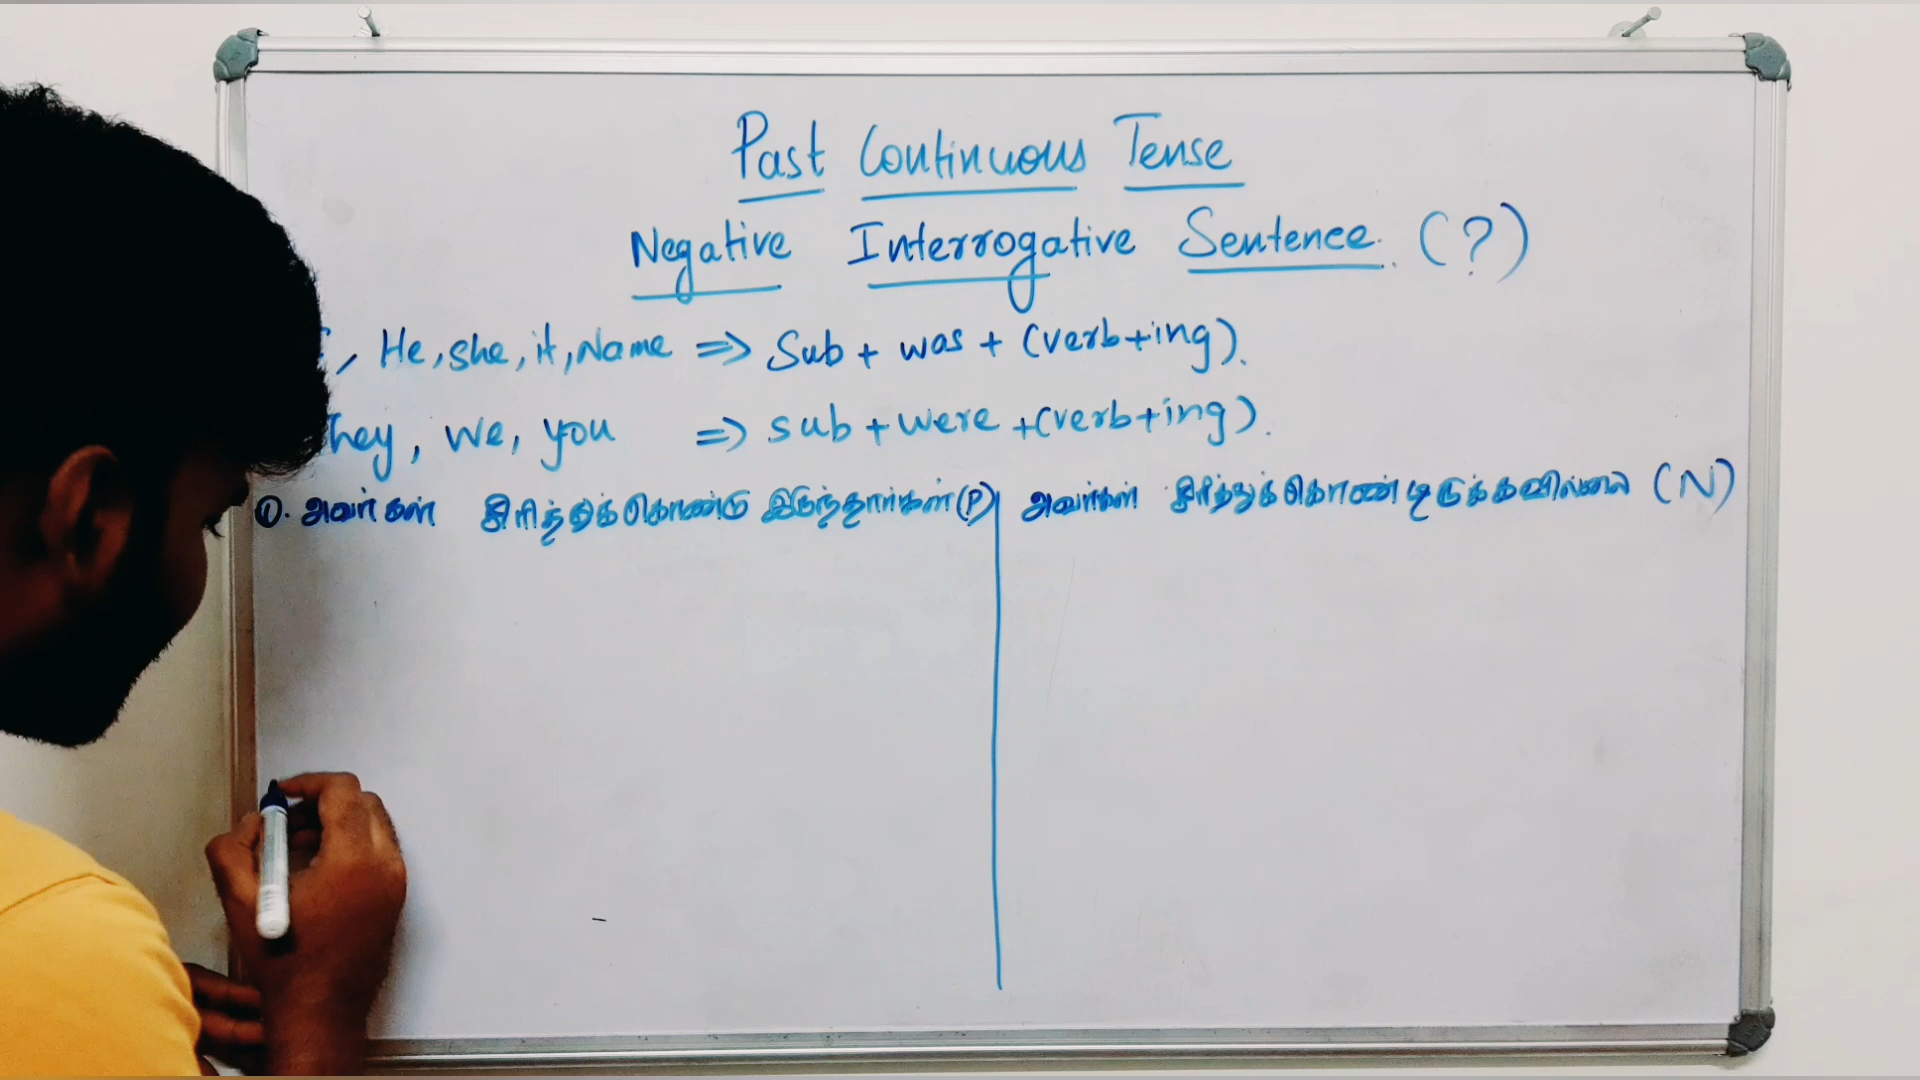 Past Continuous Tense
Negative Interrogative Sentence. (?)
, He, she, it, Name => Sub + was + (verb+ing).
They, we, you => sub + were + (verb+ing).
①. அவர்கள் சிரித்துக்கொண்டு இருந்தார்கள் (P) அவர்கள் சிரித்துக்கொண்டிருக்கவில்லை (N)